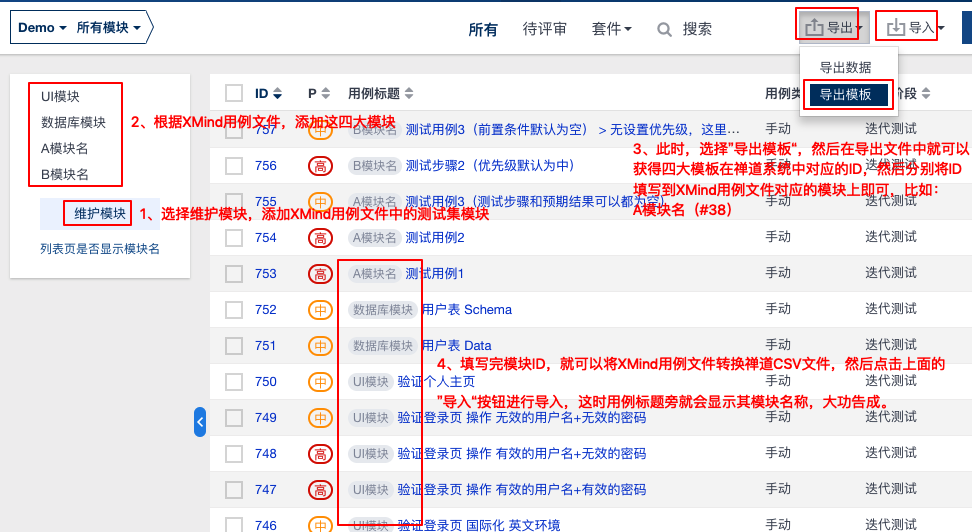 Demo 所有模块 所有 待评审 套件 搜索 导出 导入
导出数据
导出模板
UI模块
数据库模块
A模块名
B模块名
维护模块
列表页是否显示模块名
2、根据XMind用例文件，添加这四大模块
1、选择维护模块，添加XMind用例文件中的测试集模块
3、此时，选择"导出模板“，然后在导出文件中就可以
获得四大模板在禅道系统中对应的ID，然后分别将ID
填写到XMind用例文件对应的模块上即可，比如：
A模块名（#38）
ID P 用例标题 用例类 阶段
757 中 B模块名 测试用例3（前置条件默认为空） > 无设置优先级，这里… 手动 迭代测试
756 高 B模块名 测试步骤2（优先级默认为中） 手动 迭代测试
755 中 A模块名 测试用例3（测试步骤和预期结果可以都为空） 手动 迭代测试
754 高 A模块名 测试用例2 手动 迭代测试
753 高 A模块名 测试用例1 手动 迭代测试
752 中 数据库模块 用户表 Schema 手动 迭代测试
751 中 数据库模块 用户表 Data 手动 迭代测试
4、填写完模块ID，就可以将XMind用例文件转换禅道CSV文件，然后点击上面的
"导入“按钮进行导入，这时用例标题旁就会显示其模块名称，大功告成。
750 中 UI模块 验证个人主页 手动 迭代测试
749 中 UI模块 验证登录页 操作 无效的用户名+无效的密码 手动 迭代测试
748 高 UI模块 验证登录页 操作 有效的用户名+无效的密码 手动 迭代测试
747 高 UI模块 验证登录页 操作 有效的用户名+有效的密码 手动 迭代测试
746 中 UI模块 验证登录页 国际化 英文环境 手动 迭代测试